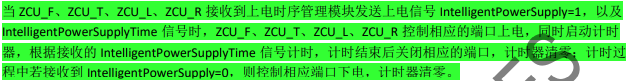 当 ZCU_F、ZCU_T、ZCU_L、ZCU_R 接收到上电时序管理模块发送上电信号 IntelligentPowerSupply=1，以及
IntelligentPowerSupplyTime 信号时，ZCU_F、ZCU_T、ZCU_L、ZCU_R 控制相应的端口上电，同时启动计时
器，根据接收的 IntelligentPowerSupplyTime 信号计时，计时结束后关闭相应的端口，计时器清零；计时过
程中若接收到 IntelligentPowerSupply=0，则控制相应端口下电，计时器清零。